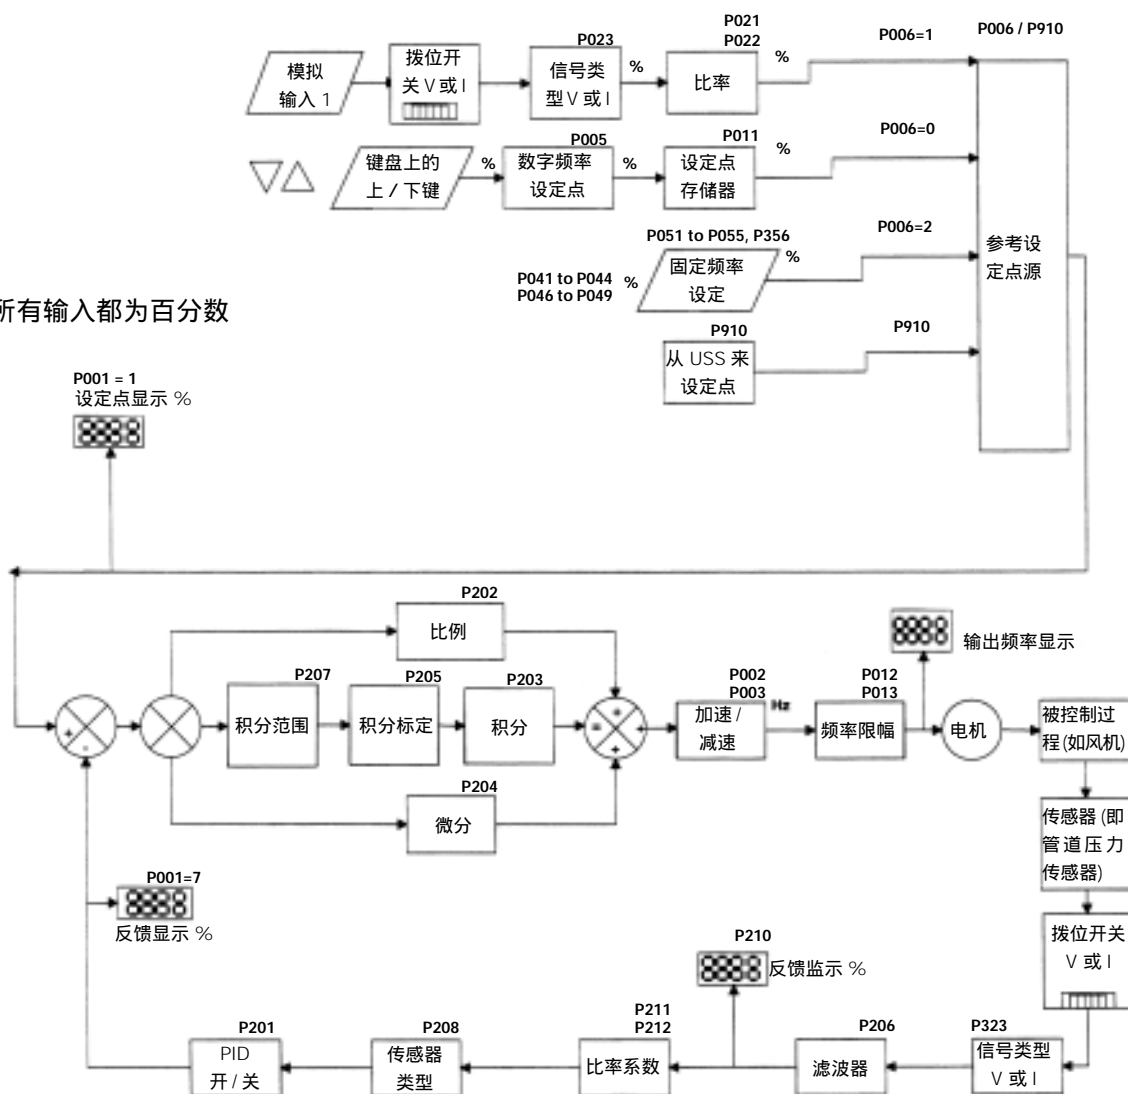 P021
P022
P006=1
P006 / P910
P023
模拟
输入 1
拨位开
关 V 或 I
信号类
型 V 或 I
%
比率
%
P005
P011
P006=0
键盘上的
上 / 下键
%
数字频率
设定点
%
设定点
存储器
%
P051 to P055, P356
P006=2
P041 to P044
P046 to P049
%
固定频率
设定
%
参考设
定点源
所有输入都为百分数
P910
从 USS 来
设定点
P910
P001 = 1
设定点显示 %
8888
P202
比例
8888
输出频率显示
P207
积分范围
P205
积分标定
P203
积分
P002
P003
加速 /
减速
Hz
P012
P013
频率限幅
电机
被控制过
程(如风机)
+
-
+
+
P204
微分
传感器(即
管道压力
传感器)
P001=7
8888
反馈显示 %
拨位开关
V 或 I
P210
8888
反馈监示 %
P201
PID
开 / 关
P208
传感器
类型
P211
P212
比率系数
P206
滤波器
P323
信号类型
V 或 I